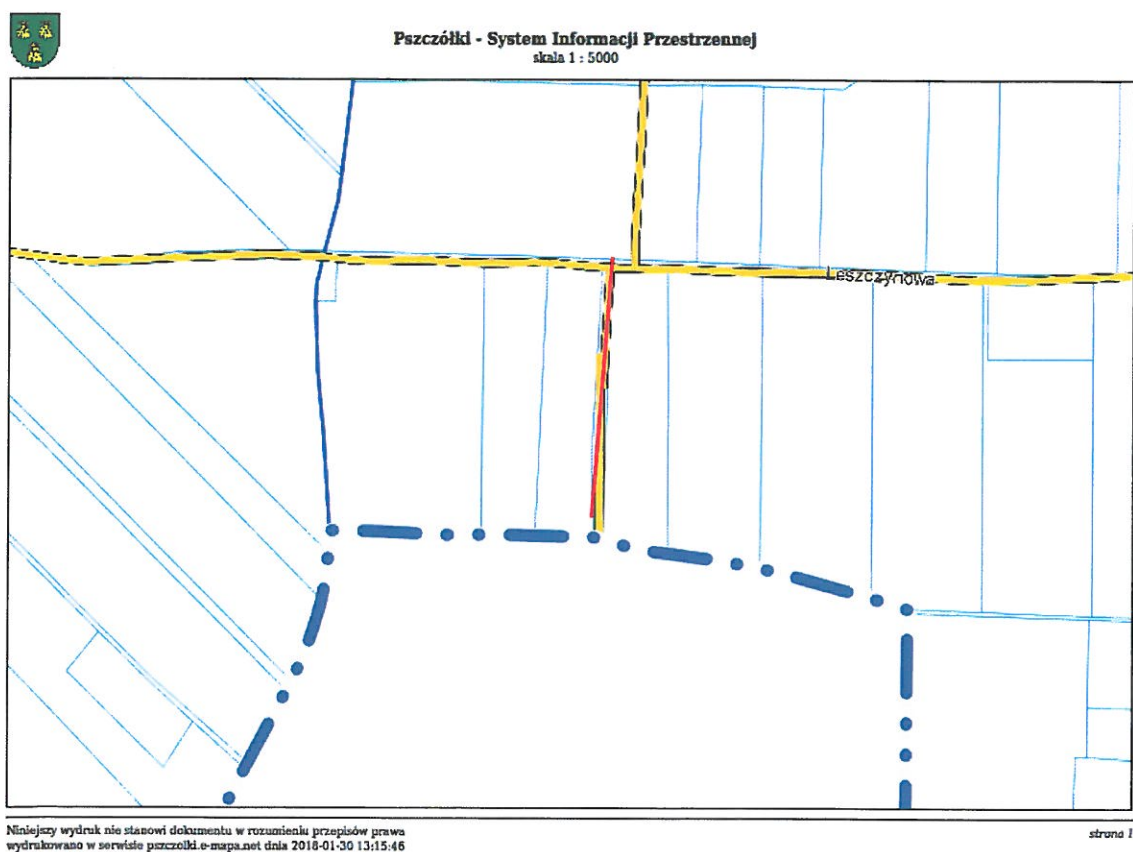 Pszczółki - System Informacji Przestrzennej
skala 1 : 5000
Leszczynowa
Niniejszy wydruk nie stanowi dokumentu w rozumieniu przepisów prawa
wydrukowano w serwisie pszczolki.e-mapa.net dnia 2018-01-30 13:15:46
strona 1